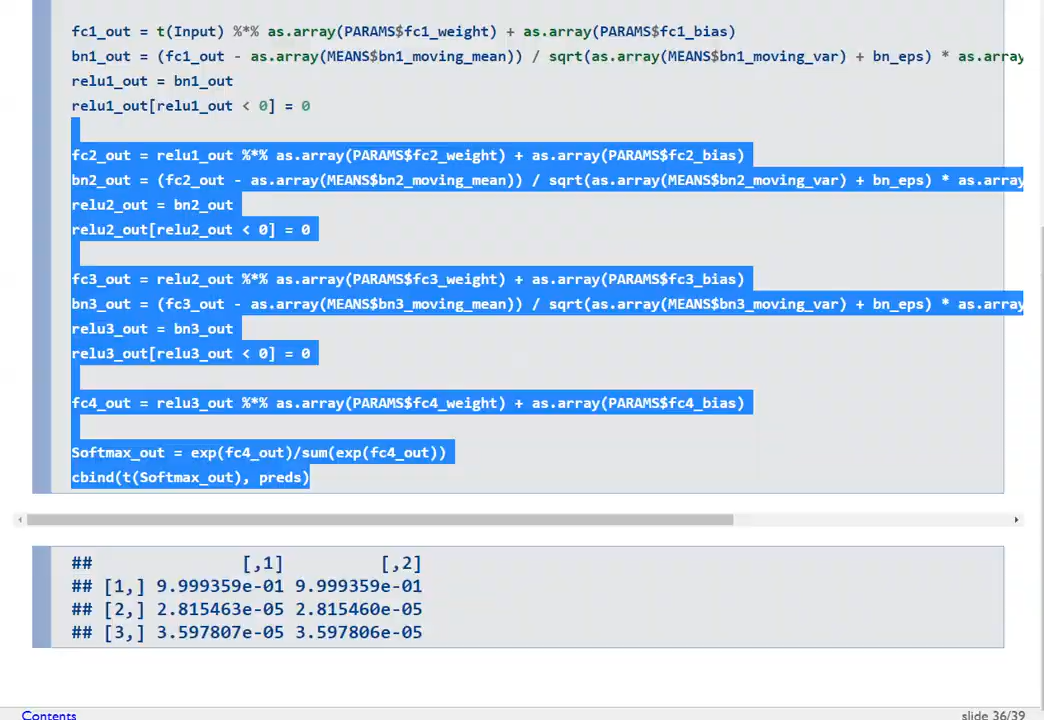 fc1_out = t(Input) %*% as.array(PARAMS$fc1_weight) + as.array(PARAMS$fc1_bias)
bn1_out = (fc1_out - as.array(MEANS$bn1_moving_mean)) / sqrt(as.array(MEANS$bn1_moving_var) + bn_eps) * as.array
relu1_out = bn1_out
relu1_out[relu1_out < 0] = 0
fc2_out = relu1_out %*% as.array(PARAMS$fc2_weight) + as.array(PARAMS$fc2_bias)
bn2_out = (fc2_out - as.array(MEANS$bn2_moving_mean)) / sqrt(as.array(MEANS$bn2_moving_var) + bn_eps) * as.array
relu2_out = bn2_out
relu2_out[relu2_out < 0] = 0
fc3_out = relu2_out %*% as.array(PARAMS$fc3_weight) + as.array(PARAMS$fc3_bias)
bn3_out = (fc3_out - as.array(MEANS$bn3_moving_mean)) / sqrt(as.array(MEANS$bn3_moving_var) + bn_eps) * as.array
relu3_out = bn3_out
relu3_out[relu3_out < 0] = 0
fc4_out = relu3_out %*% as.array(PARAMS$fc4_weight) + as.array(PARAMS$fc4_bias)
Softmax_out = exp(fc4_out)/sum(exp(fc4_out))
cbind(t(Softmax_out), preds)
## [,1] [,2]
## [1,] 9.999359e-01 9.999359e-01
## [2,] 2.815463e-05 2.815460e-05
## [3,] 3.597807e-05 3.597806e-05
Contents
slide 36/39